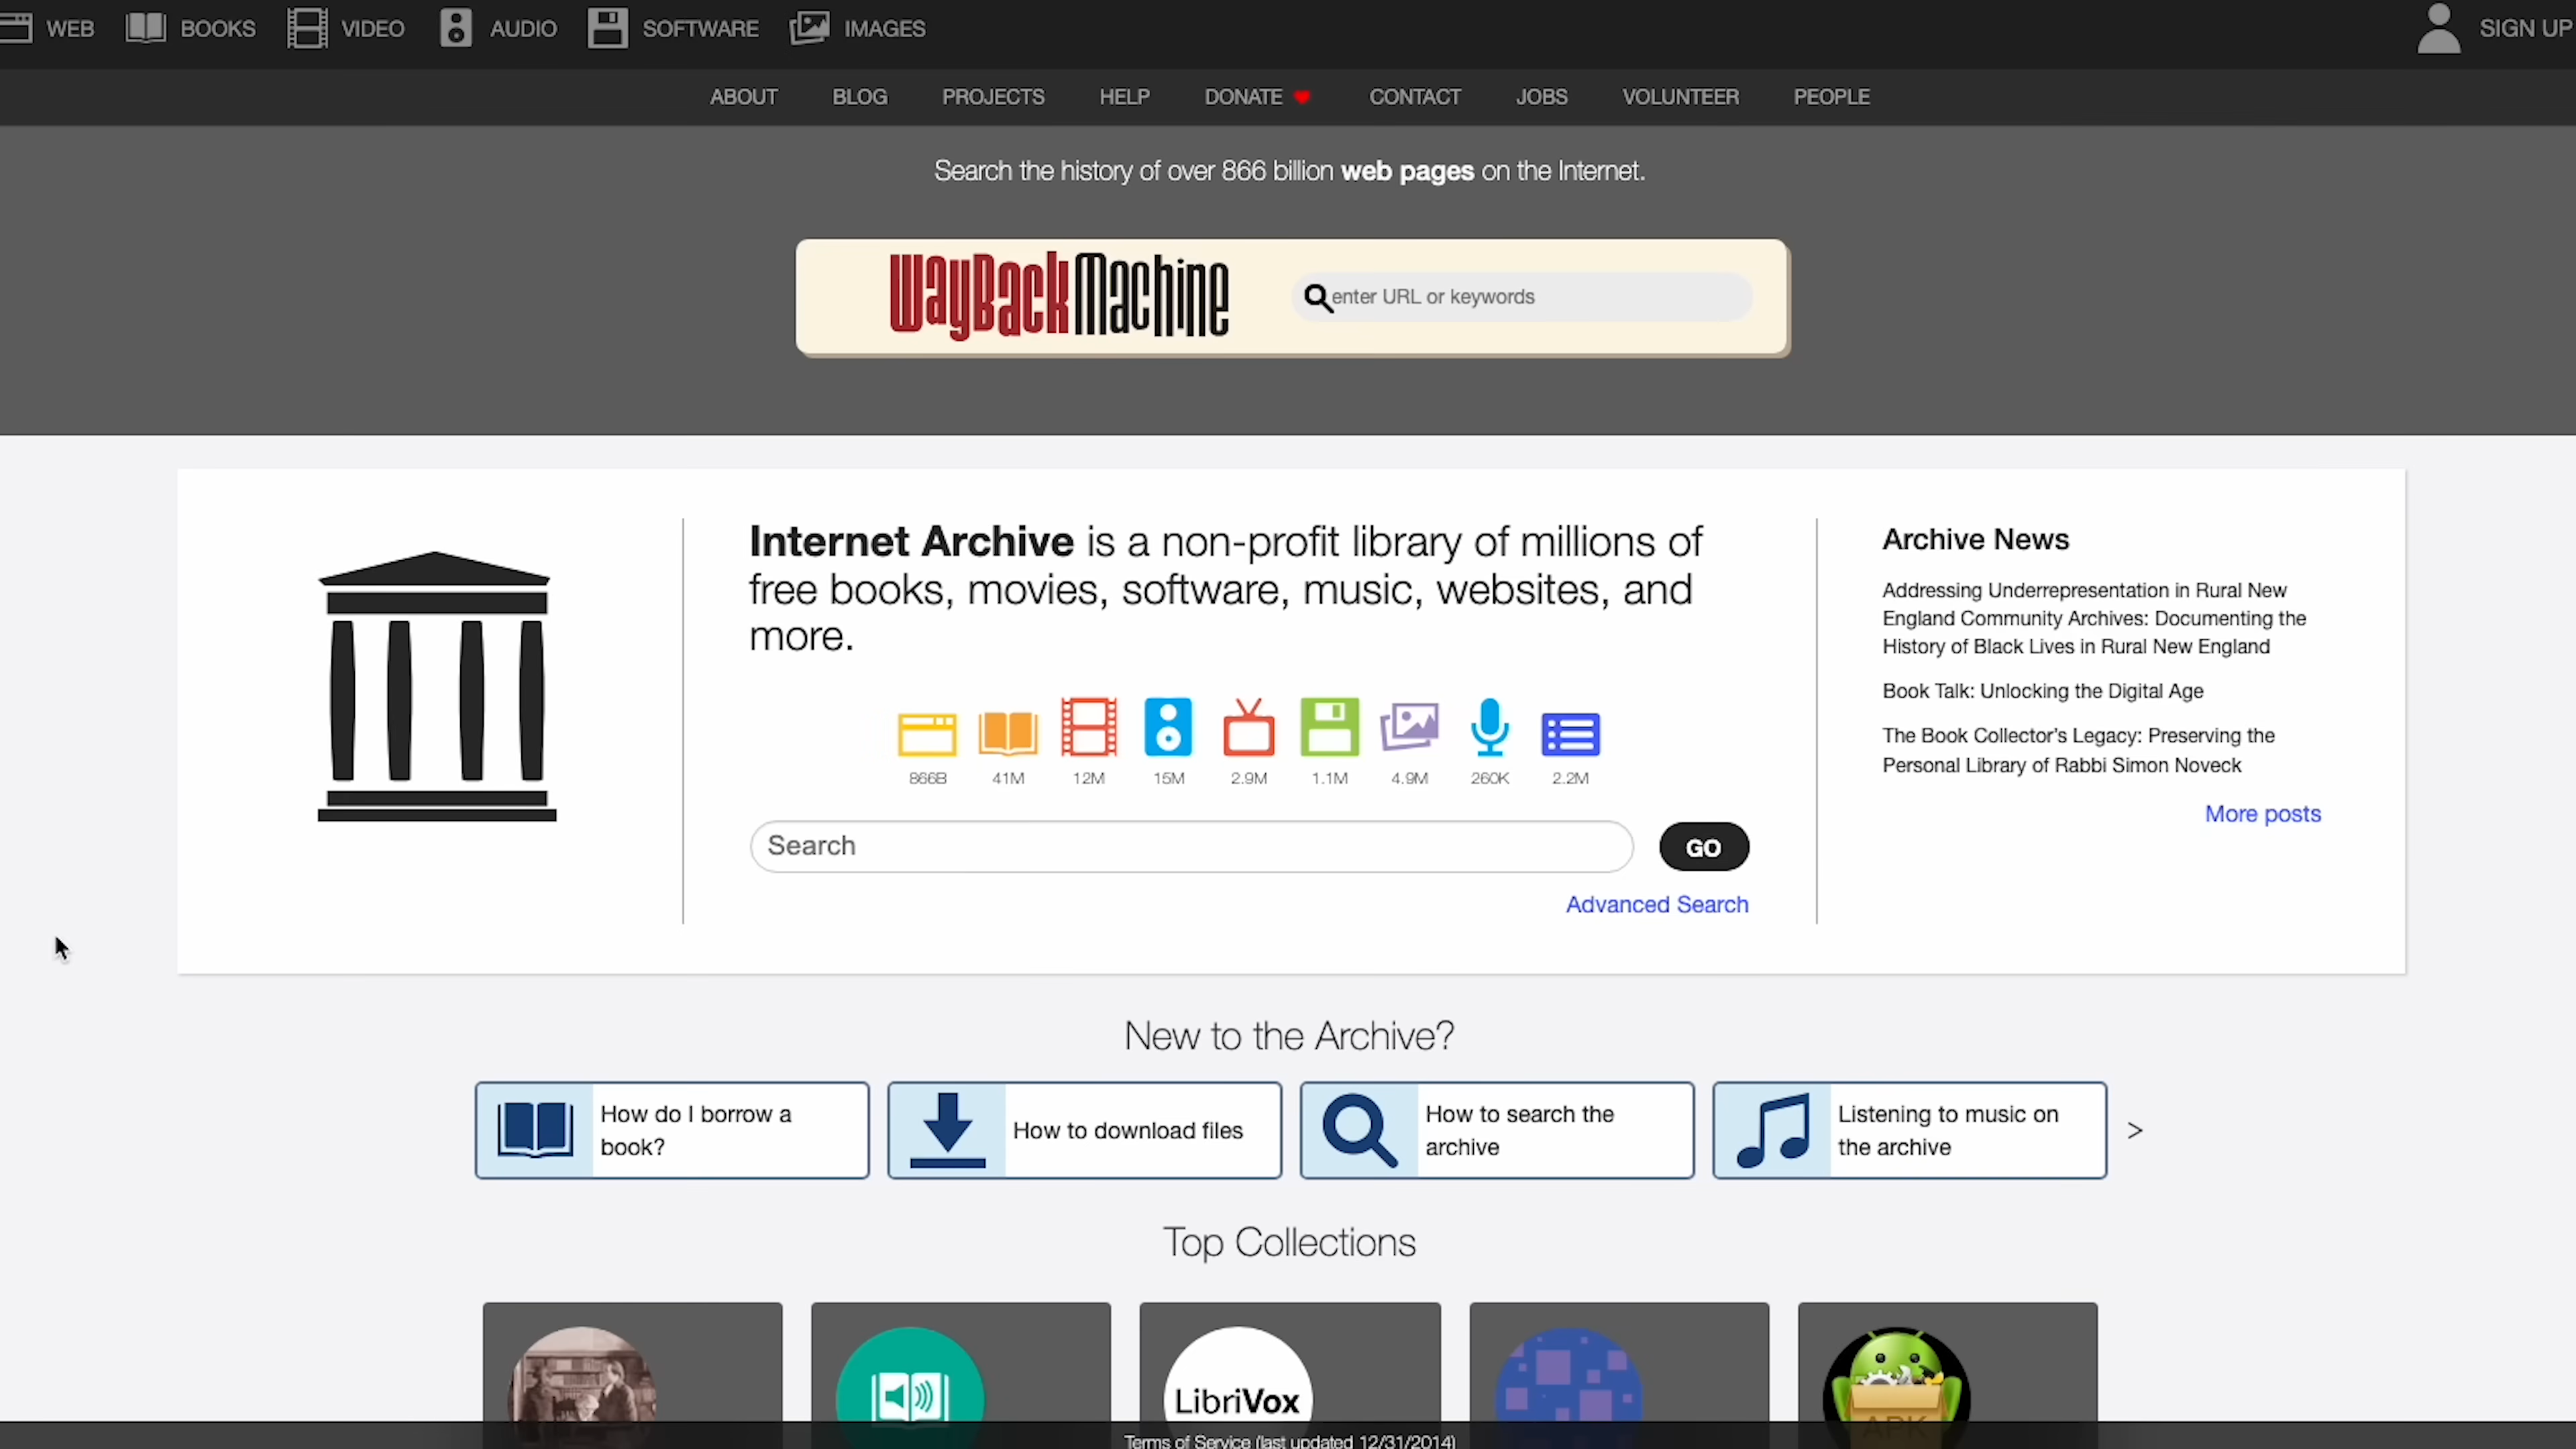 WEB BOOKS VIDEO AUDIO SOFTWARE IMAGES SIGN UP
ABOUT BLOG PROJECTS HELP DONATE CONTACT JOBS VOLUNTEER PEOPLE
Search the history of over 866 billion web pages on the Internet.
WayBackMachine
enter URL or keywords
Internet Archive is a non-profit library of millions of
free books, movies, software, music, websites, and
more.
866B 41M 12M 15M 2.9M 1.1M 4.9M 260K 2.2M
Search
GO
Advanced Search
Archive News
Addressing Underrepresentation in Rural New
England Community Archives: Documenting the
History of Black Lives in Rural New England
Book Talk: Unlocking the Digital Age
The Book Collector's Legacy: Preserving the
Personal Library of Rabbi Simon Noveck
More posts
New to the Archive?
How do I borrow a
book?
How to download files
How to search the
archive
Listening to music on
the archive
>
Top Collections
LibriVox
APK
Terms of Service (last updated 12/31/2014)